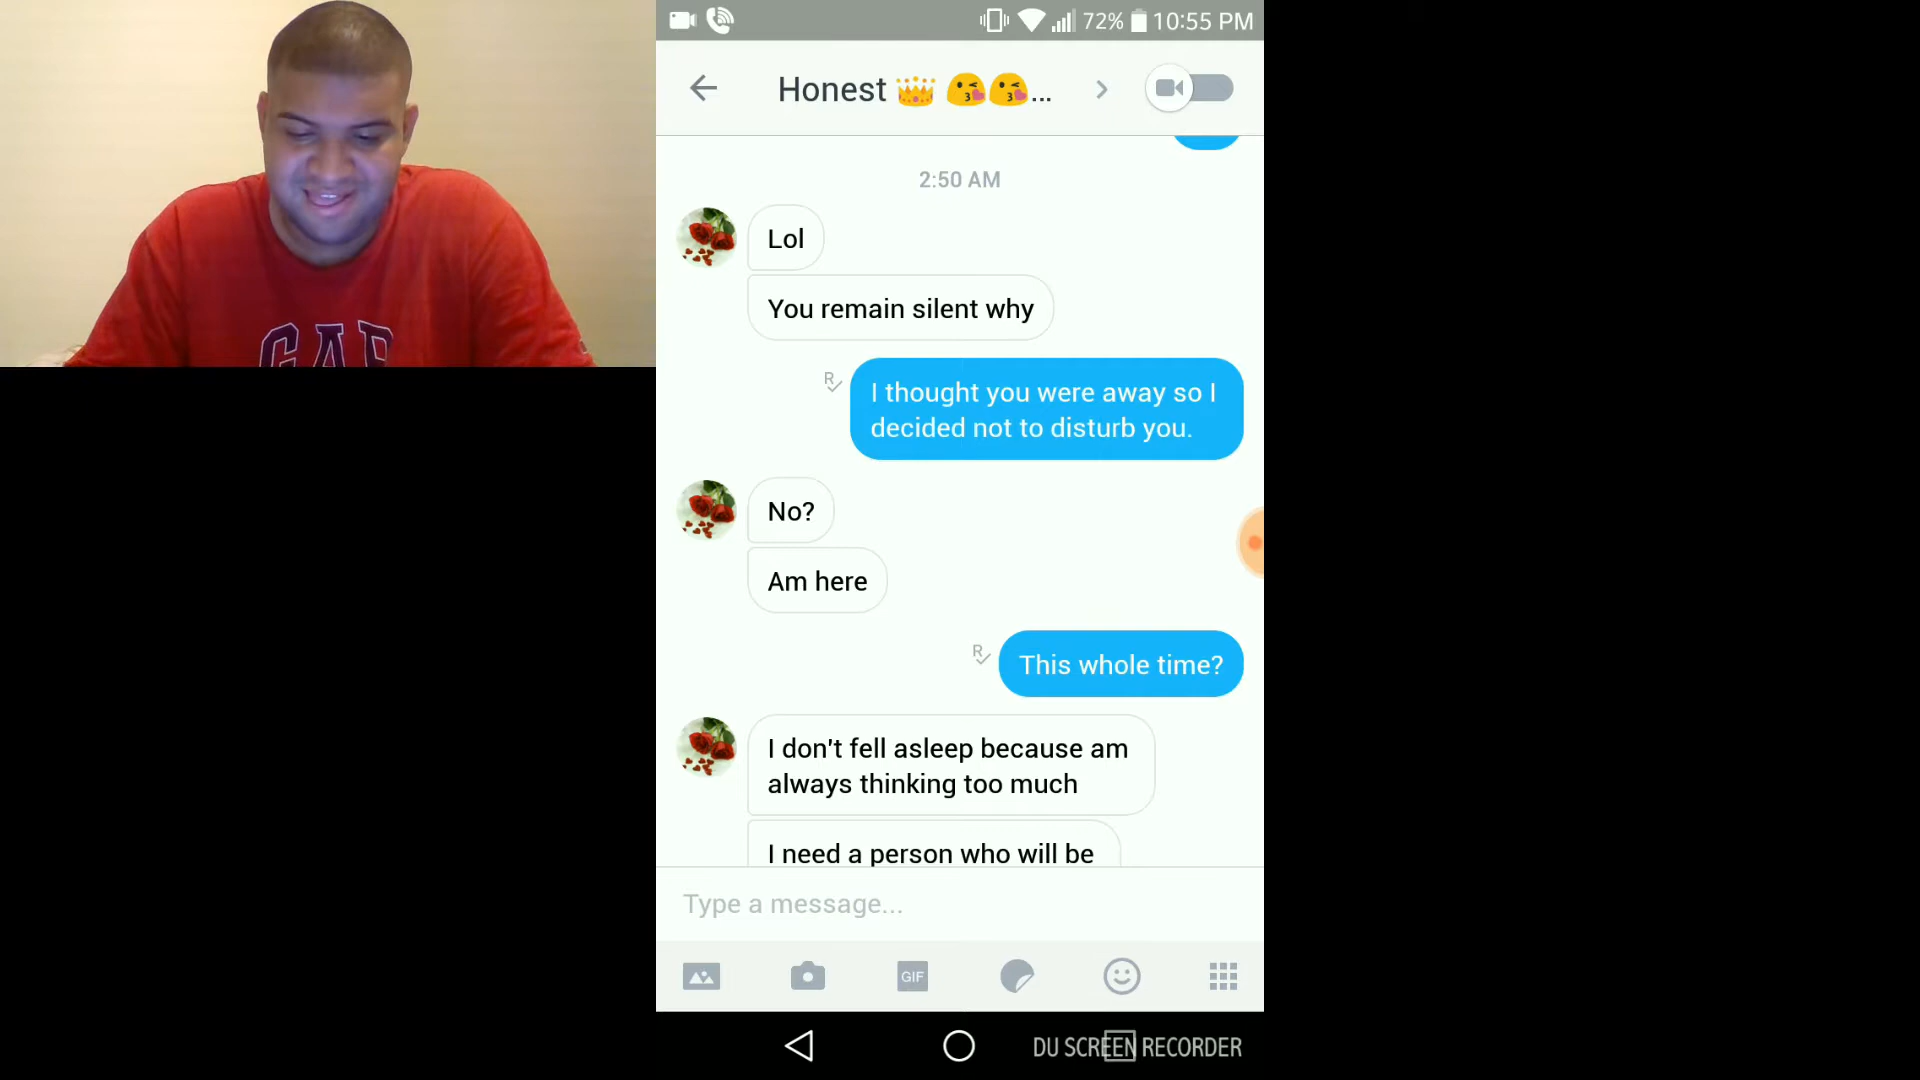 72% 10:55 PM
Honest 👑 😘😘...
2:50 AM
Lol
You remain silent why
R
I thought you were away so I
decided not to disturb you.
No?
Am here
R
This whole time?
I don't fell asleep because am
always thinking too much
I need a person who will be
Type a message...
GIF
DU SCREEN RECORDER
GAP